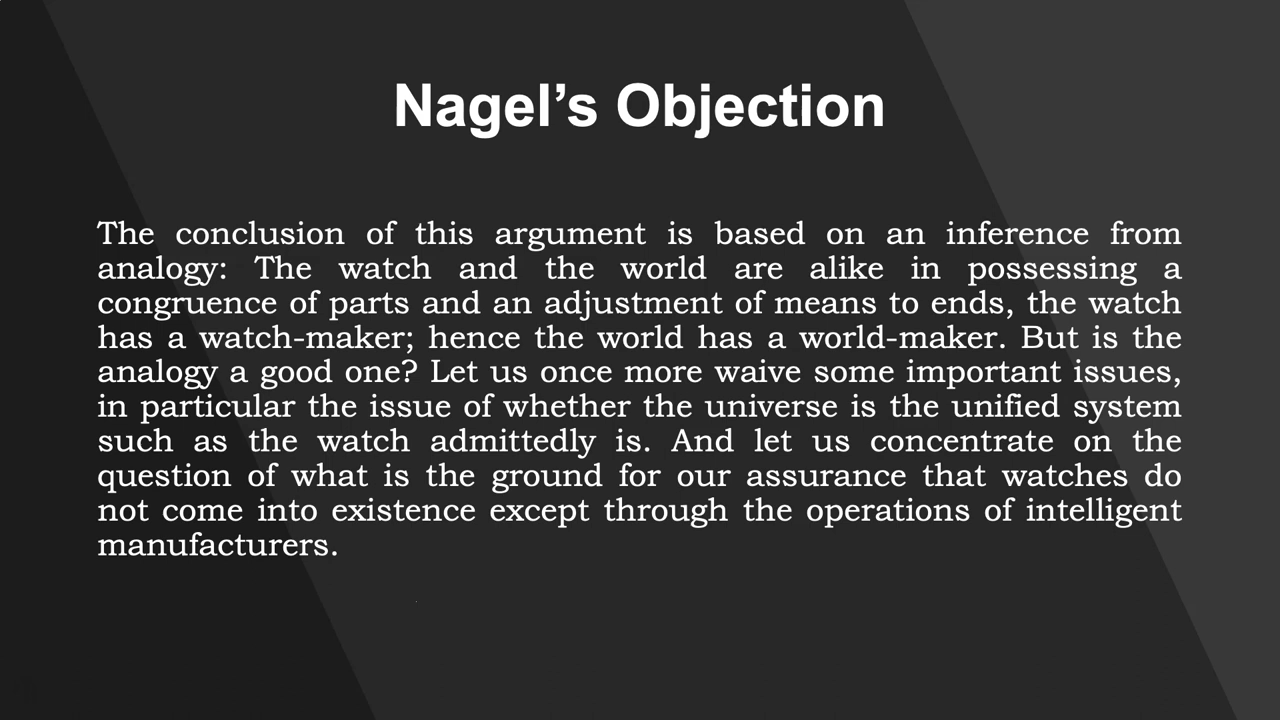 Nagel’s Objection
The conclusion of this argument is based on an inference from
analogy: The watch and the world are alike in possessing a
congruence of parts and an adjustment of means to ends, the watch
has a watch-maker; hence the world has a world-maker. But is the
analogy a good one? Let us once more waive some important issues,
in particular the issue of whether the universe is the unified system
such as the watch admittedly is. And let us concentrate on the
question of what is the ground for our assurance that watches do
not come into existence except through the operations of intelligent
manufacturers.